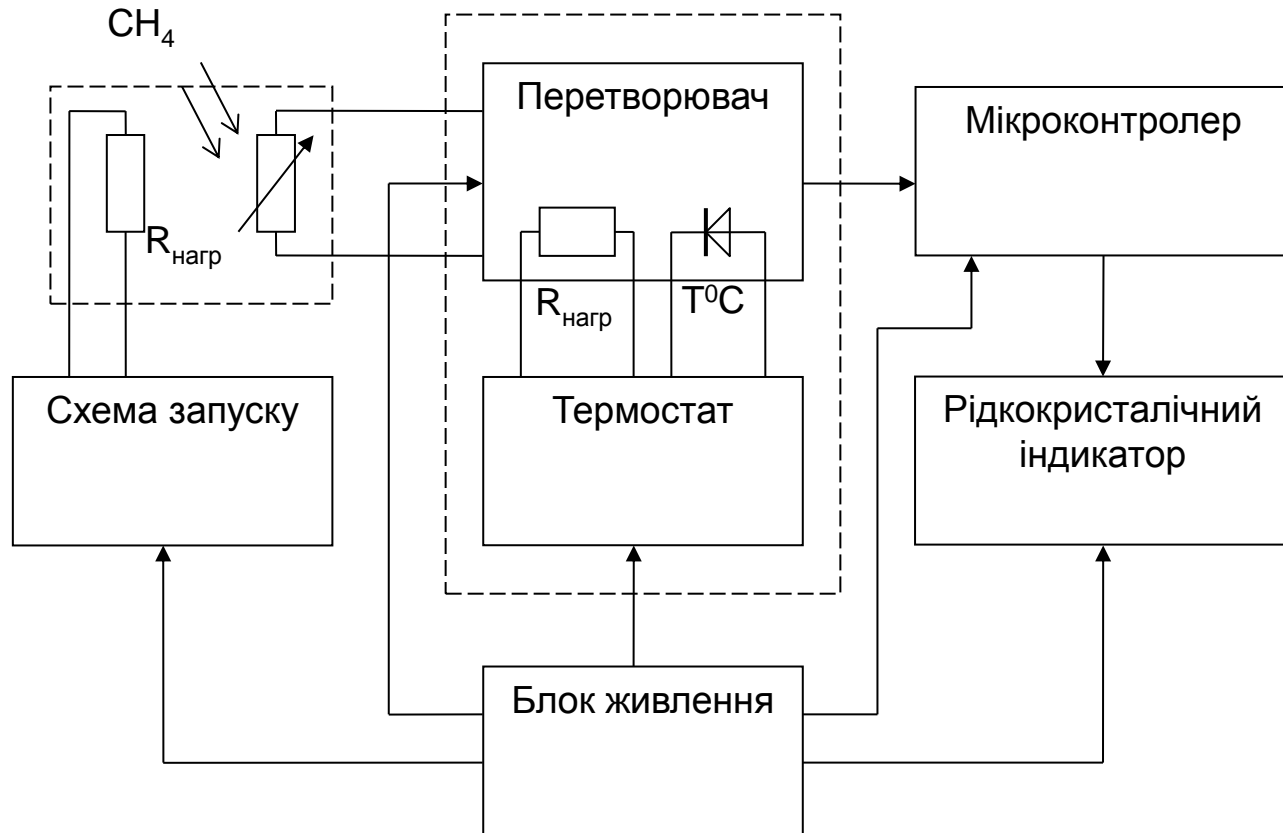 CH₄
Перетворювач
Мікроконтролер
Rнагр
Rнагр
T⁰C
Схема запуску
Термостат
Рідкокристалічний
індикатор
Блок живлення